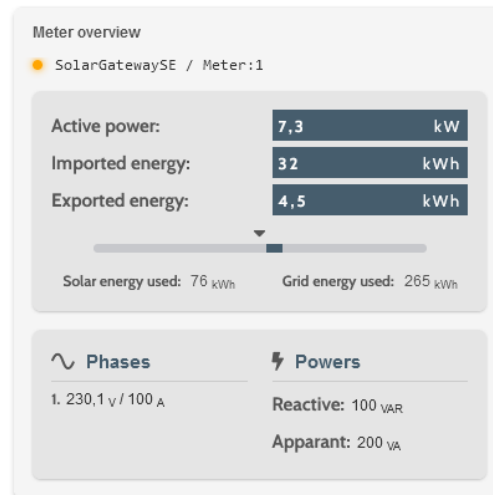 Meter overview
SolarGatewaySE / Meter:1
Active power: 7,3 kW
Imported energy: 32 kWh
Exported energy: 4,5 kWh
Solar energy used: 76 kWh Grid energy used: 265 kWh
Phases
1. 230,1 V / 100 A
Powers
Reactive: 100 VAR
Apparant: 200 VA